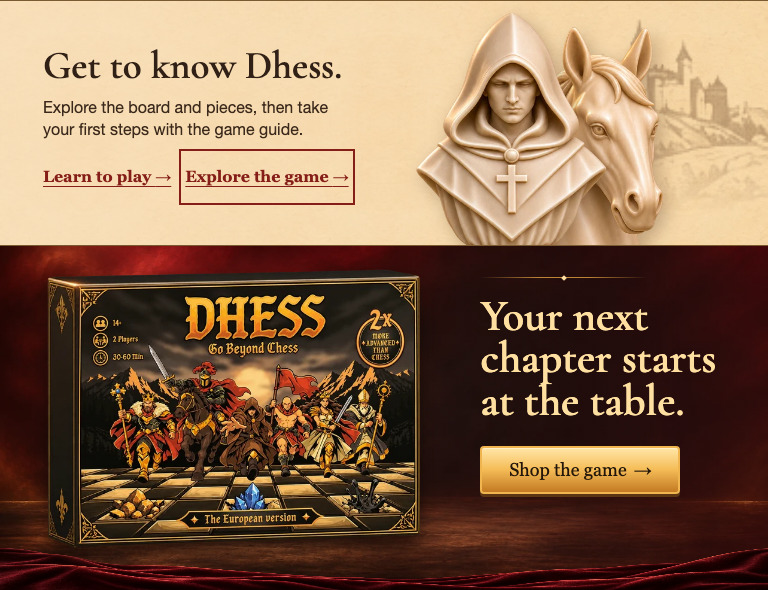 Get to know Dhess.
Explore the board and pieces, then take
your first steps with the game guide.
Learn to play →
Explore the game →
DHESS
Go Beyond Chess
14+
2 Players
30-60 Min
2x
MORE
ADVANCED
THAN
CHESS
The European version
Your next
chapter starts
at the table.
Shop the game →